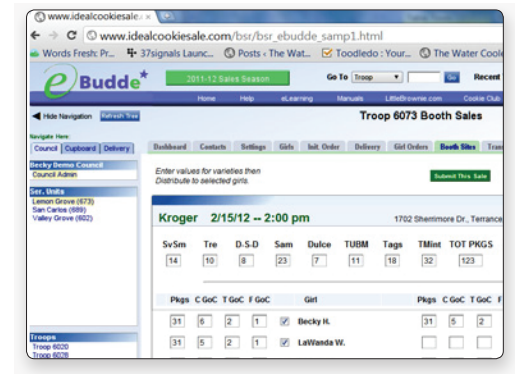 www.idealcookiesale. ×
www.idealcookiesale.com/bsr/bsr_ebudde_samp1.html
Words Fresh: Pr... 37signals Launc... Posts ‹ The Wat... Toodledo : Your... The Water Coole
eBudde* 2011-12 Sales Season Go To Troop Go Recent
Home Help eLearning Manuals LittleBrownie.com Cookie Club
Hide Navigation Refresh Tree Troop 6073 Booth Sales
Navigate Here:
Council Cupboard Delivery Dashboard Contacts Settings Girls Init. Order Delivery Girl Orders Booth Sites Tran
Becky Demo Council
Council Admin
Enter values for varieties then
Distribute to selected girls.
Submit This Sale
Ser. Units
Lemon Grove (673)
San Carlos (689)
Valley Grove (602)
Kroger 2/15/12 -- 2:00 pm 1702 Sherrimore Dr., Terrance
SvSm Tre D-S-D Sam Dulce TUBM Tags TMint TOT PKGS
14 10 8 23 7 11 18 32 123
Pkgs C GoC T GoC F GoC Girl Pkgs C GoC T GoC F
31 6 2 1 Becky H. 31 5 2
31 5 2 1 LaWanda W.
Troops
Troop 6020
Troop 6028